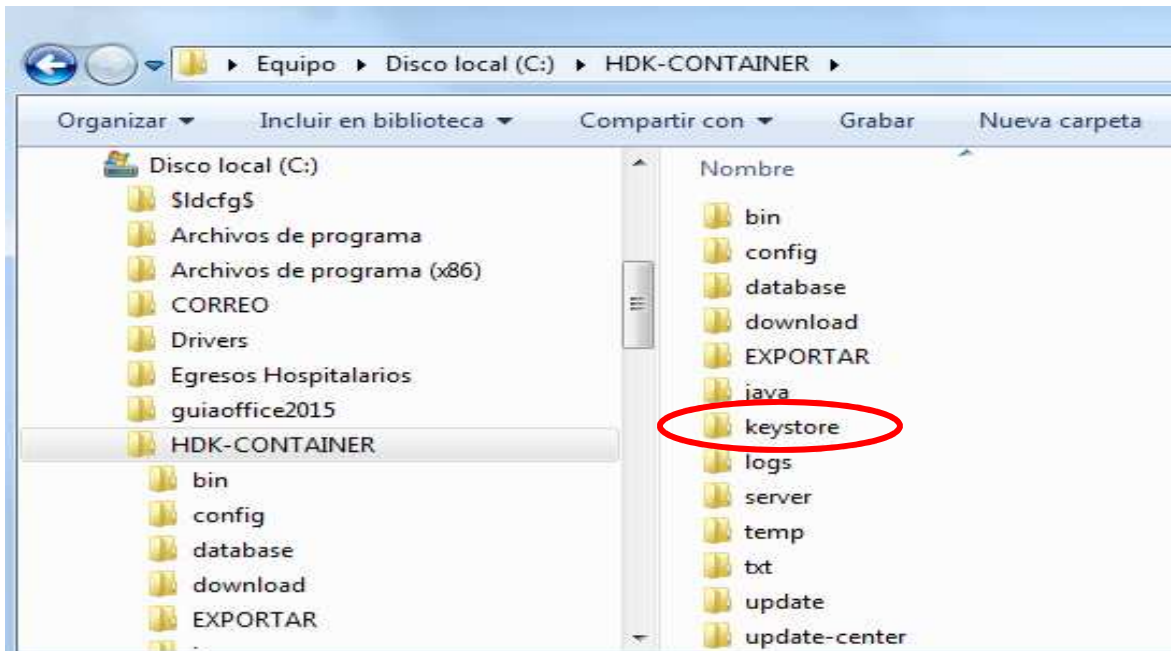 Equipo Disco local (C:) HDK-CONTAINER
Organizar Incluir en biblioteca Compartir con Grabar Nueva carpeta
Disco local (C:)
$ldcfg$
Archivos de programa
Archivos de programa (x86)
CORREO
Drivers
Egresos Hospitalarios
guiaoffice2015
HDK-CONTAINER
bin
config
database
download
EXPORTAR
Nombre
bin
config
database
download
EXPORTAR
java
keystore
logs
server
temp
txt
update
update-center